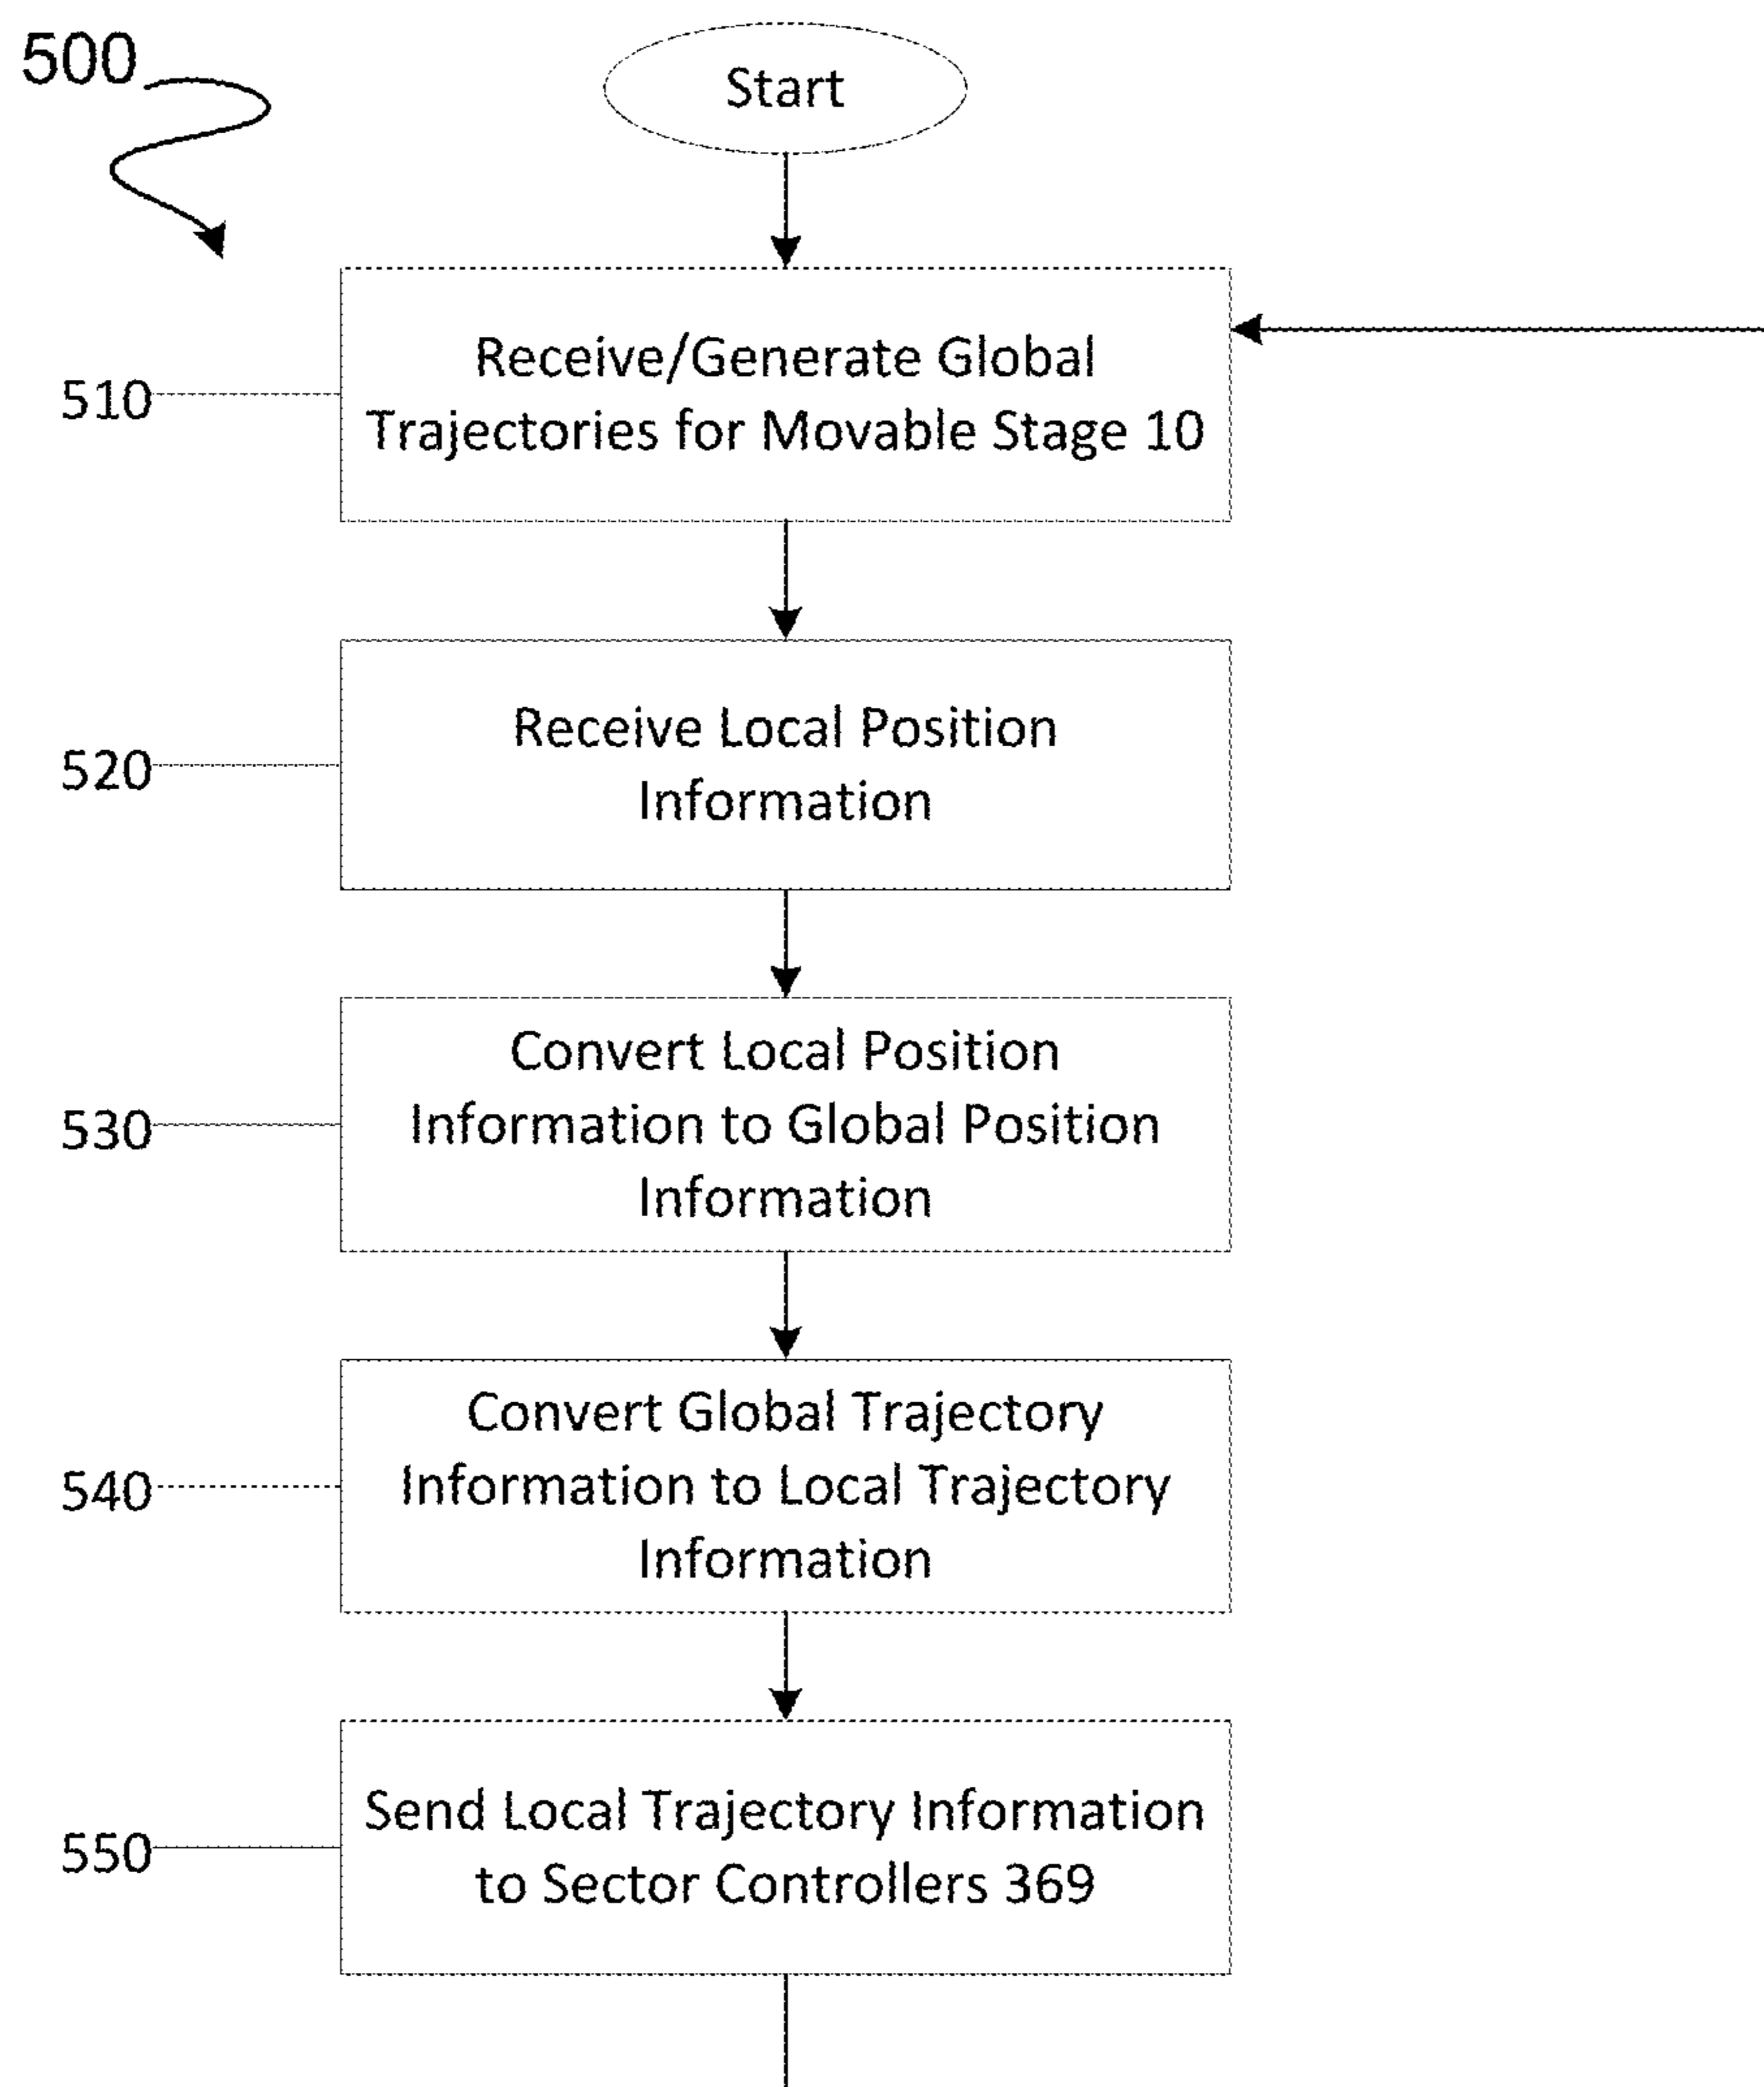 500
Start
Receive/Generate Global
Trajectories for Movable Stage 10
510
Receive Local Position
Information
520
Convert Local Position
Information to Global Position
Information
530
Convert Global Trajectory
Information to Local Trajectory
Information
540
Send Local Trajectory Information
to Sector Controllers 369
550